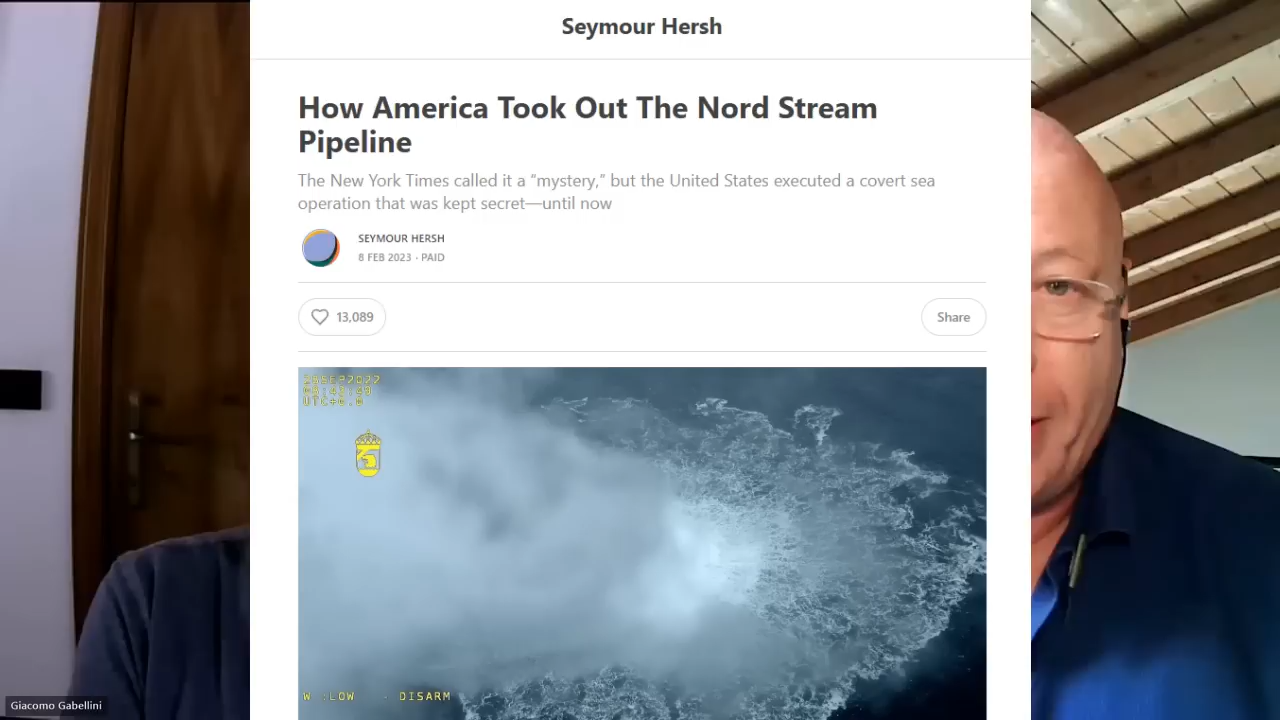 Seymour Hersh
How America Took Out The Nord Stream
Pipeline
The New York Times called it a “mystery,” but the United States executed a covert sea
operation that was kept secret—until now
SEYMOUR HERSH
8 FEB 2023 · PAID
13,089
Share
UTC+
W
LOW - DISARM
Giacomo Gabellini